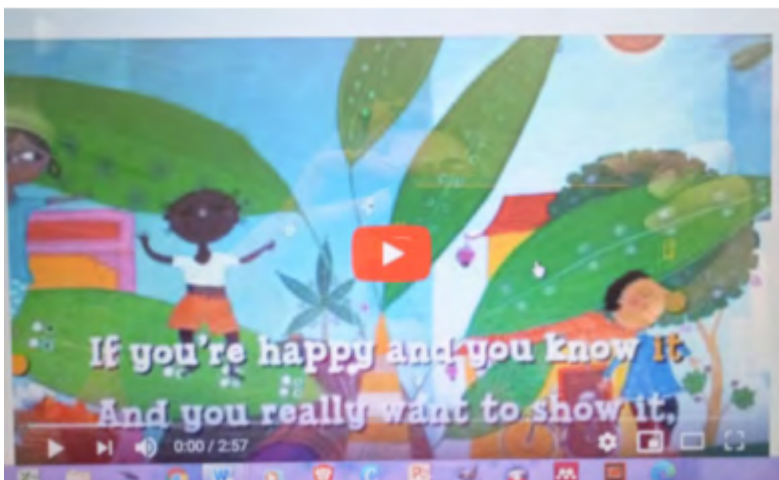 If you're happy and you know it
And you really want to show it,
0:00 / 2:57